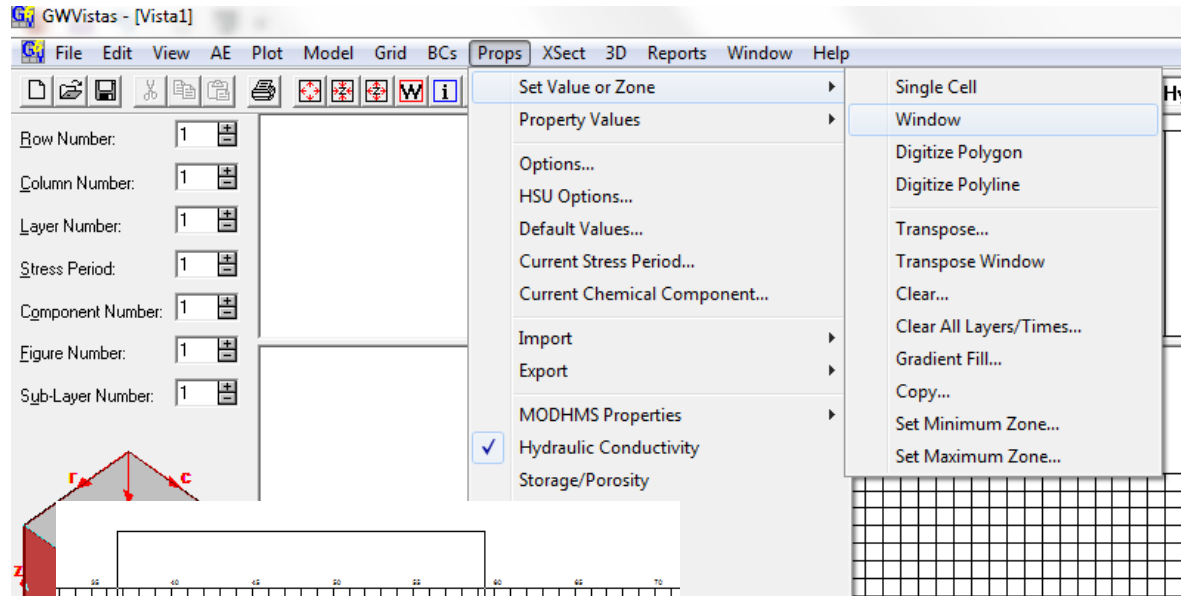 GWVistas - [Vista1]
File Edit View AE Plot Model Grid BCs Props XSect 3D Reports Window Help
W i
Row Number: 1
Column Number: 1
Layer Number: 1
Stress Period: 1
Component Number: 1
Figure Number: 1
Sub-Layer Number: 1
r c
z
Set Value or Zone
Property Values
Options...
HSU Options...
Default Values...
Current Stress Period...
Current Chemical Component...
Import
Export
MODHMS Properties
Hydraulic Conductivity
Storage/Porosity
Single Cell
Window
Digitize Polygon
Digitize Polyline
Transpose...
Transpose Window
Clear...
Clear All Layers/Times...
Gradient Fill...
Copy...
Set Minimum Zone...
Set Maximum Zone...
35 40 45 50 55 60 65 70